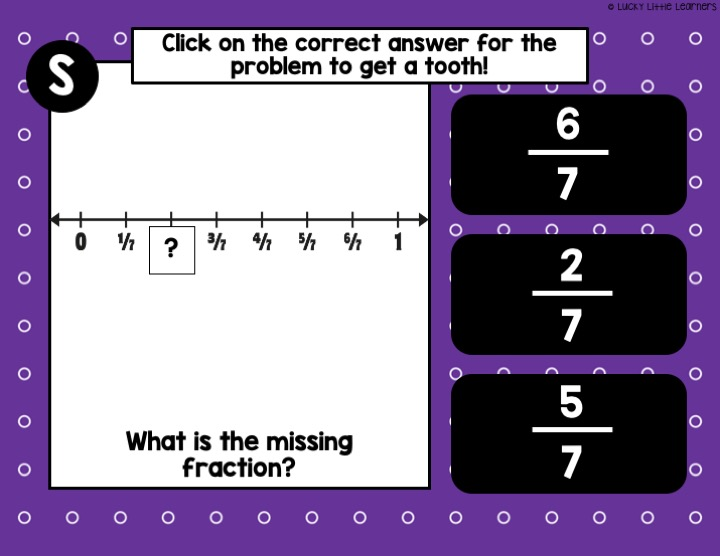 © Lucky Little Learners
Click on the correct answer for the
problem to get a tooth!
S
0 1/7 ? 3/7 4/7 5/7 6/7 1
What is the missing
fraction?
6
7
2
7
5
7